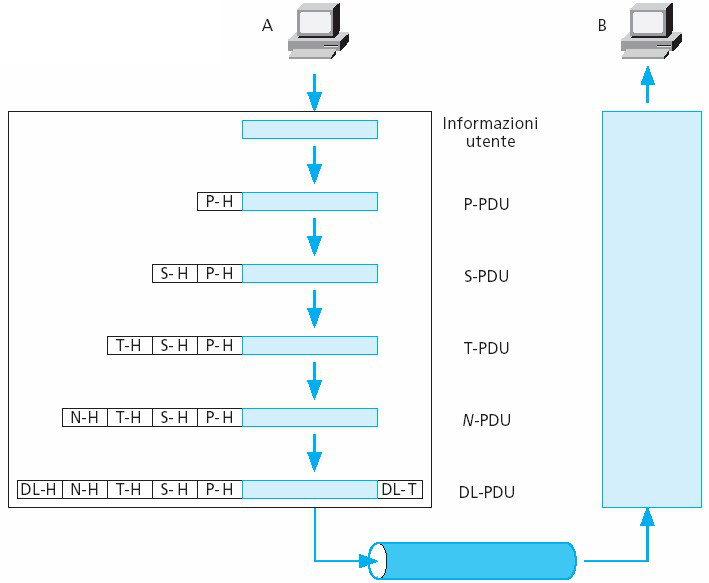 A
B
Informazioni
utente
P-H
P-PDU
S-H P-H
S-PDU
T-H S-H P-H
T-PDU
N-H T-H S-H P-H
N-PDU
DL-H N-H T-H S-H P-H DL-T
DL-PDU